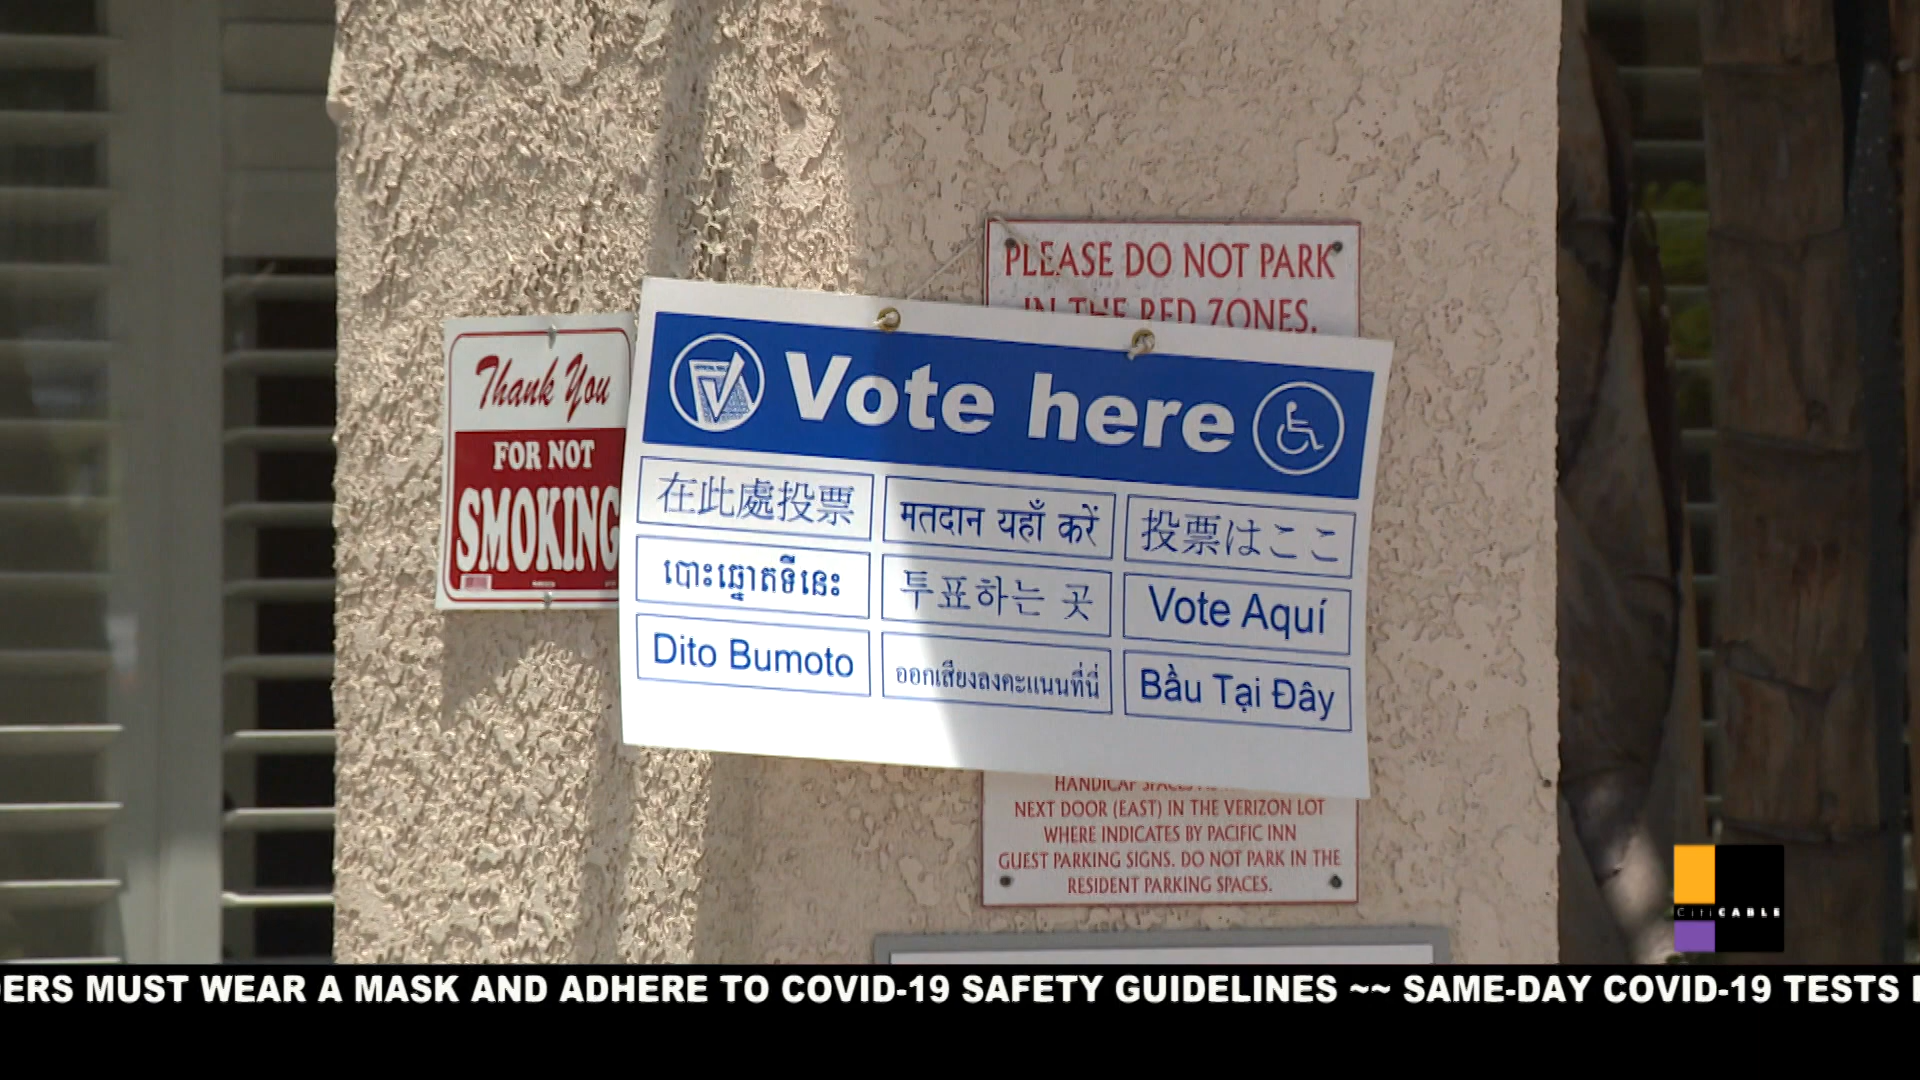 PLEASE DO NOT PARK
IN THE RED ZONES.
Thank You
FOR NOT
SMOKING
Vote here
在此處投票
मतदान यहाँ करें
投票はここ
បោះឆ្នោតទីនេះ
투표하는 곳
Vote Aquí
Dito Bumoto
ออกเสียงลงคะแนนที่นี่
Bầu Tại Đây
HANDICAP SPACES
NEXT DOOR (EAST) IN THE VERIZON LOT
WHERE INDICATES BY PACIFIC INN
GUEST PARKING SIGNS. DO NOT PARK IN THE
RESIDENT PARKING SPACES.
CitiCABLE
ERS MUST WEAR A MASK AND ADHERE TO COVID-19 SAFETY GUIDELINES ~~ SAME-DAY COVID-19 TESTS